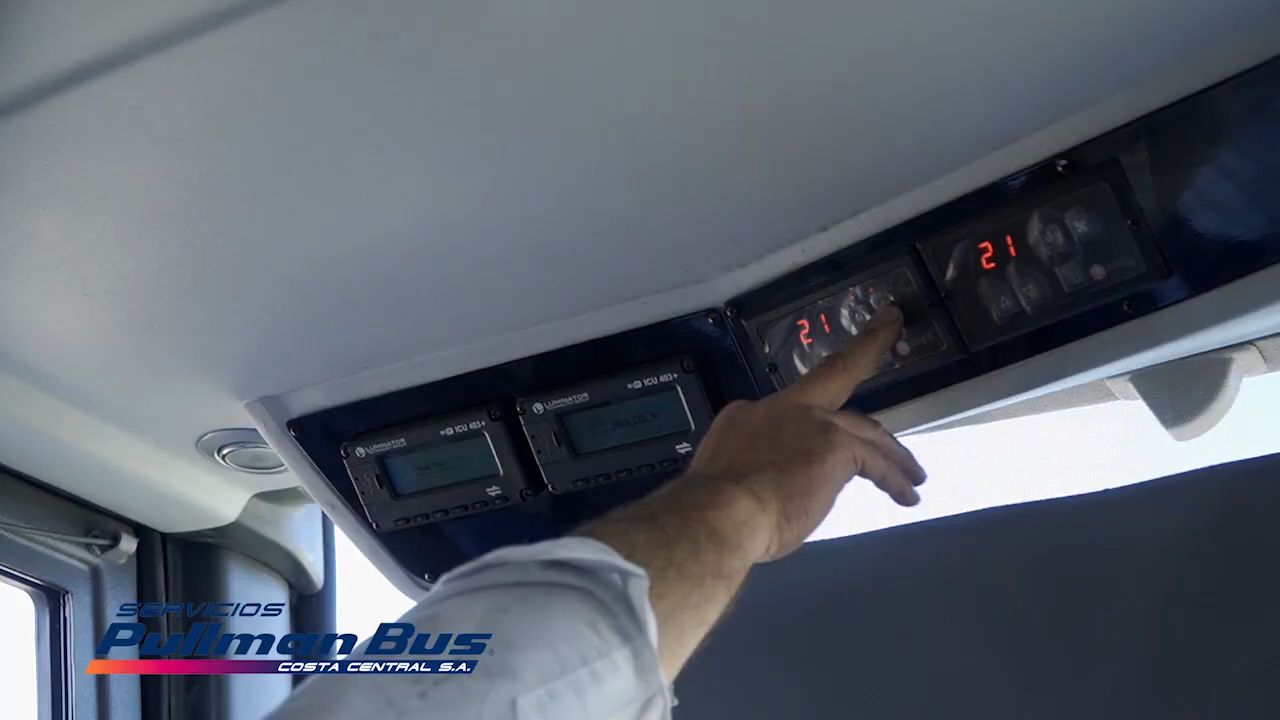 21
21
LUMINATOR
ICU 403+
LUMINATOR
ICU 403+
SERVICIOS
Pullman Bus
COSTA CENTRAL S.A.